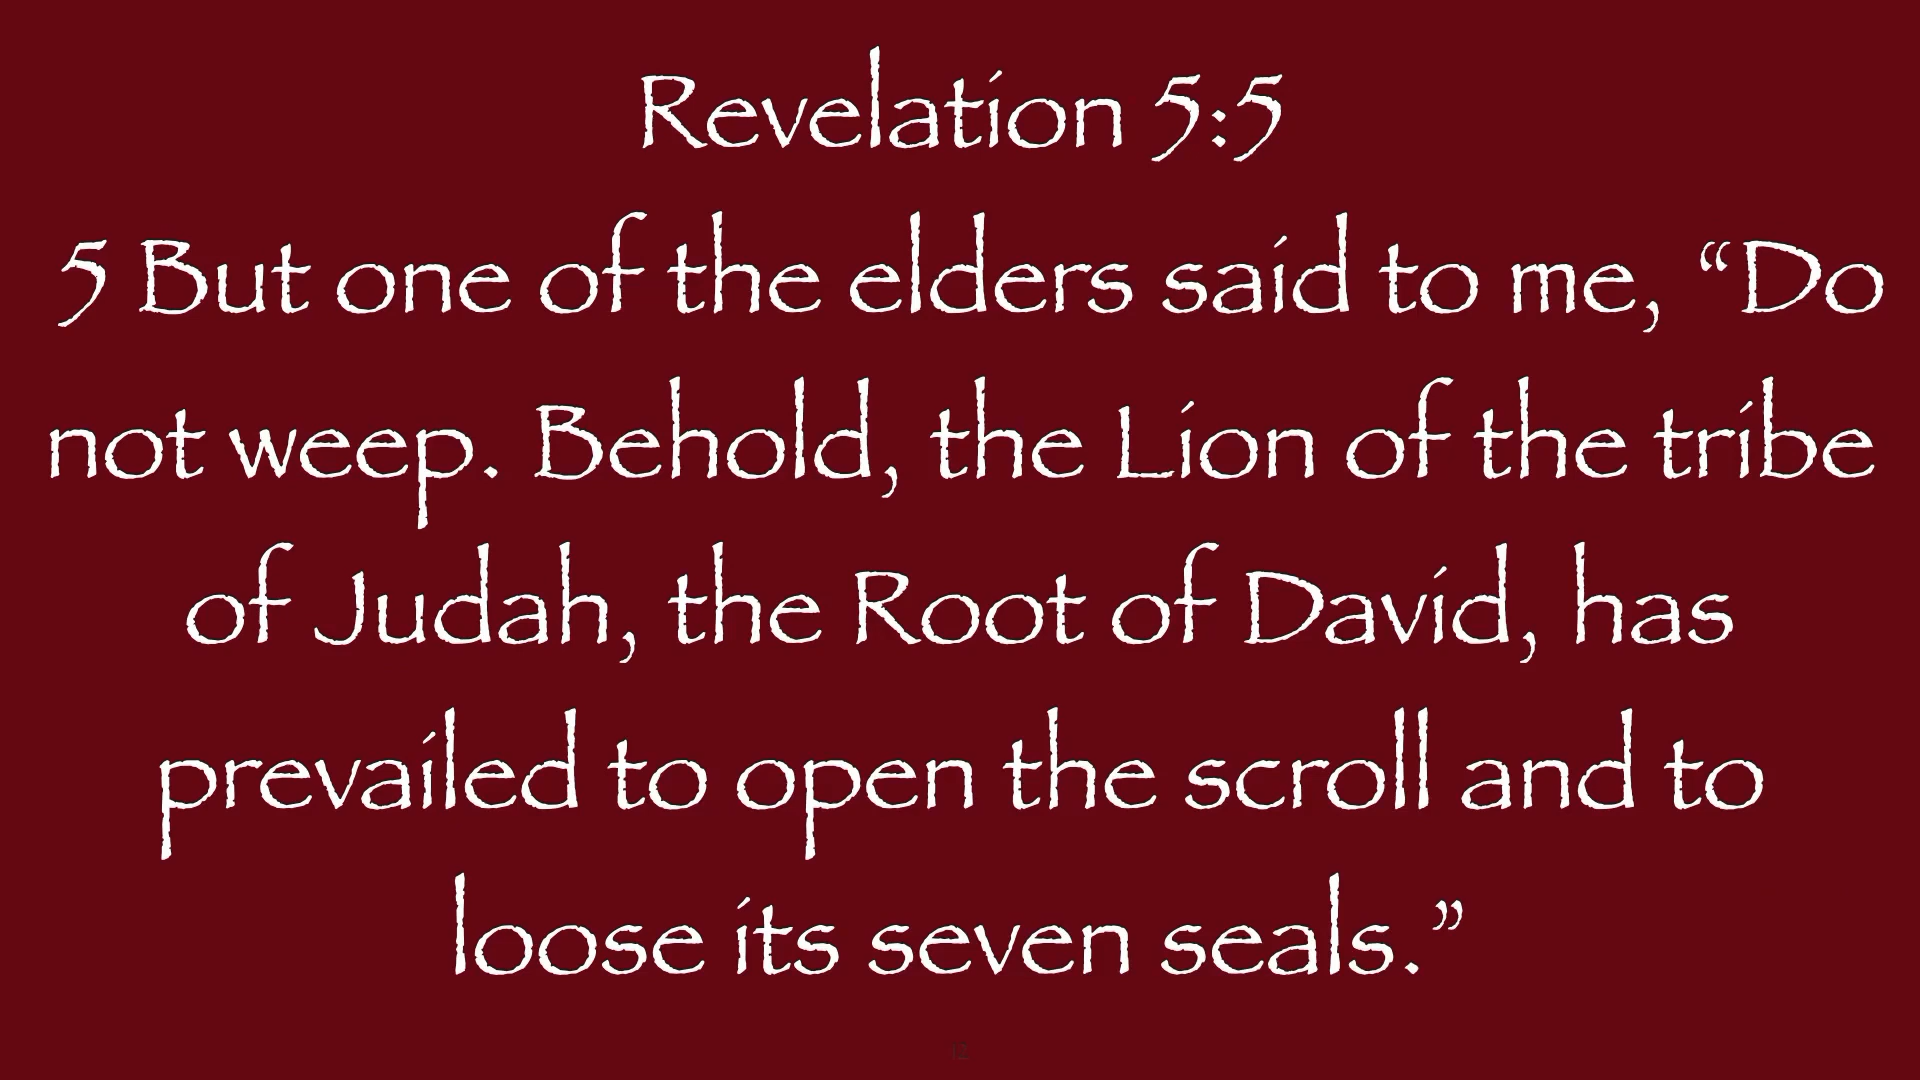 Revelation 5:5
5 But one of the elders said to me, “Do
not weep. Behold, the Lion of the tribe
of Judah, the Root of David, has
prevailed to open the scroll and to
loose its seven seals.”
12